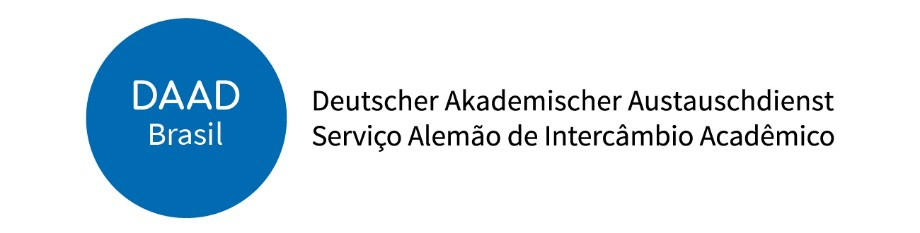 DAAD
Brasil
Deutscher Akademischer Austauschdienst
Serviço Alemão de Intercâmbio Acadêmico